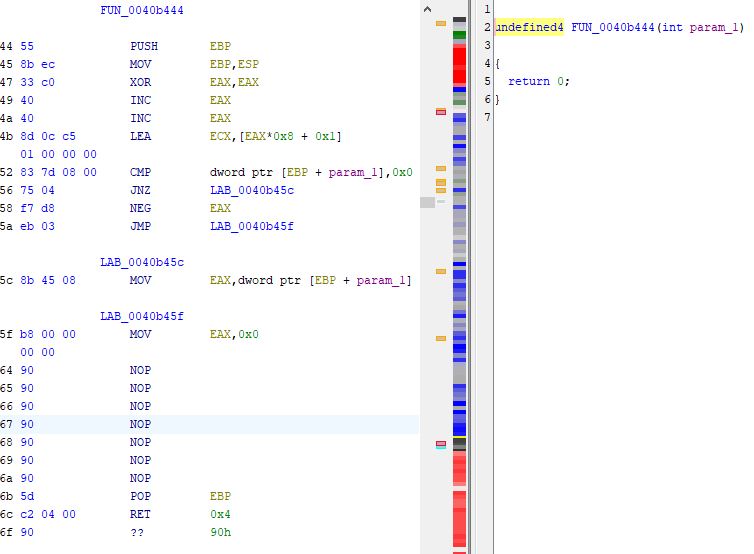 FUN_0040b444
44 55 PUSH EBP
45 8b ec MOV EBP,ESP
47 33 c0 XOR EAX,EAX
49 40 INC EAX
4a 40 INC EAX
4b 8d 0c c5 LEA ECX,[EAX*0x8 + 0x1]
01 00 00 00
52 83 7d 08 00 CMP dword ptr [EBP + param_1],0x0
56 75 04 JNZ LAB_0040b45c
58 f7 d8 NEG EAX
5a eb 03 JMP LAB_0040b45f
LAB_0040b45c
5c 8b 45 08 MOV EAX,dword ptr [EBP + param_1]
LAB_0040b45f
5f b8 00 00 MOV EAX,0x0
00 00
64 90 NOP
65 90 NOP
66 90 NOP
67 90 NOP
68 90 NOP
69 90 NOP
6a 90 NOP
6b 5d POP EBP
6c c2 04 00 RET 0x4
6f 90 ?? 90h
1
2 undefined4 FUN_0040b444(int param_1)
3
4 {
5 return 0;
6 }
7